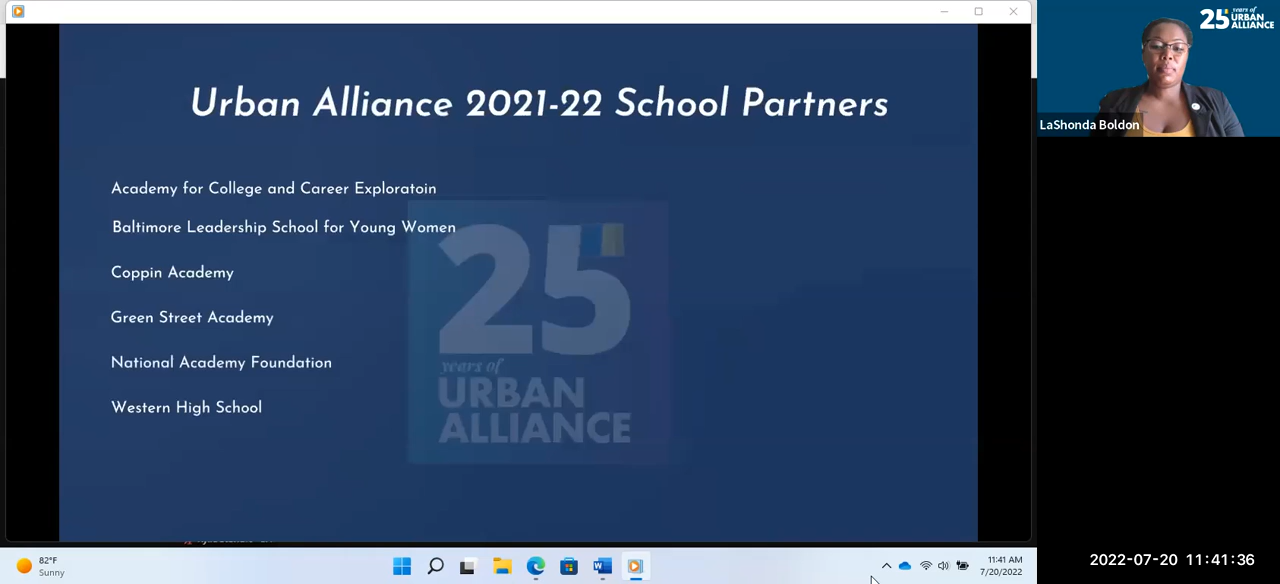 25 years of
URBAN
ALLIANCE
LaShonda Boldon
Urban Alliance 2021-22 School Partners
Academy for College and Career Exploratoin
Baltimore Leadership School for Young Women
Coppin Academy
Green Street Academy
National Academy Foundation
Western High School
25
years of
URBAN
ALLIANCE
82°F
Sunny
11:41 AM
7/20/2022
2022-07-20 11:41:36